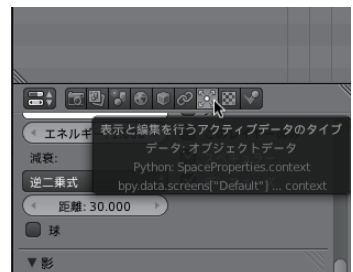 エネルギ
表示と編集を行うアクティブデータのタイプ
データ: オブジェクトデータ
Python: SpaceProperties.context
bpy.data.screens["Default"] ... context
減衰:
逆二乗式
距離: 30.000
球
▼影